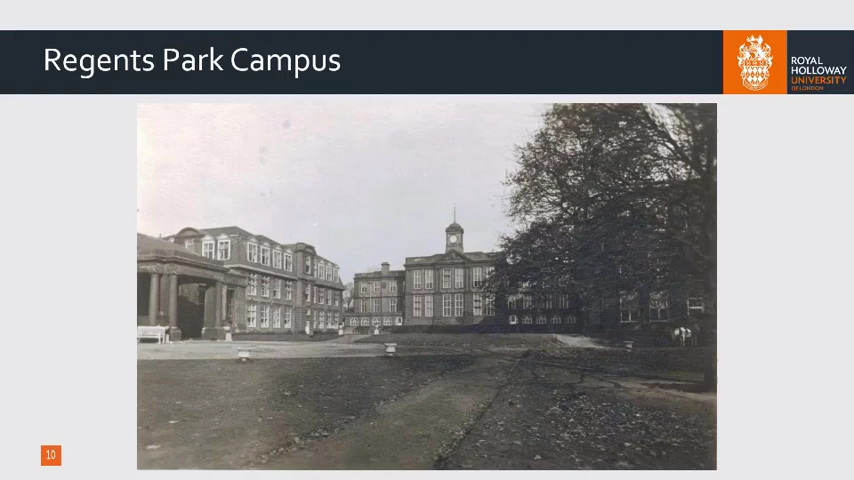 Regents Park Campus
ROYAL
HOLLOWAY
UNIVERSITY
OF LONDON
10